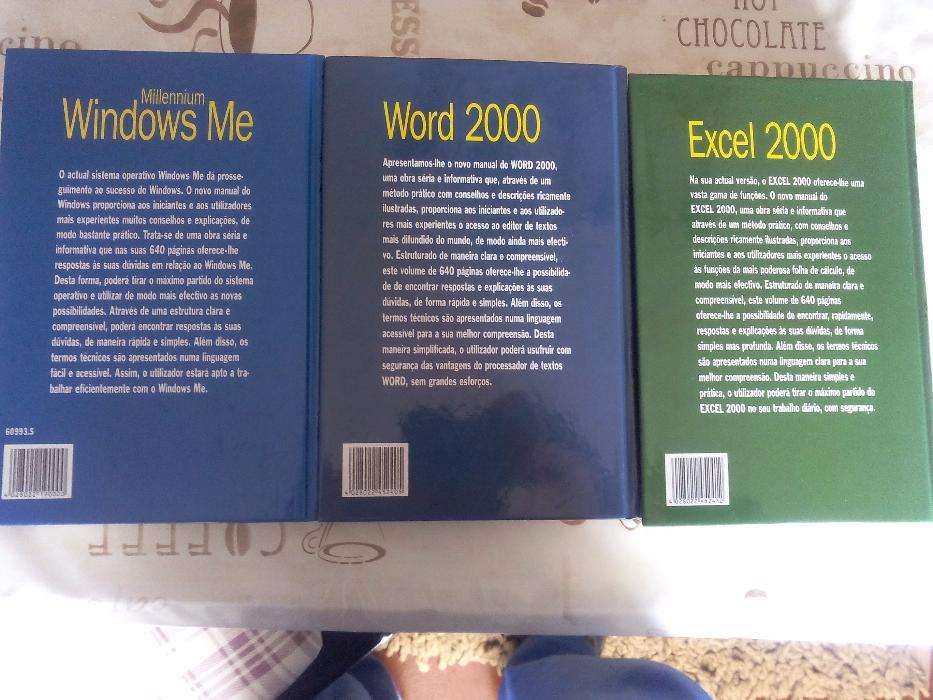 HOT
CHOCOLATE
cappuccino
cino
ESS
Millennium
Windows Me
O actual sistema operativo Windows Me dá prosse-
guimento ao sucesso do Windows. O novo manual do
Windows proporciona aos iniciantes e aos utilizadores
mais experientes muitos conselhos e explicações, de
modo bastante prático. Trata-se de uma obra séria e
informativa que nas suas 640 páginas oferece-lhe
respostas às suas dúvidas em relação ao Windows Me.
Desta forma, poderá tirar o máximo partido do sistema
operativo e utilizar de modo mais efectivo as novas
possibilidades. Através de uma estrutura clara e
compreensível, poderá encontrar respostas às suas
dúvidas, de maneira rápida e simples. Além disso, os
termos técnicos são apresentados numa linguagem
fácil e acessível. Assim, o utilizador estará apto a tra-
balhar eficientemente com o Windows Me.
60993.5
Word 2000
Apresentamos-lhe o novo manual do WORD 2000,
uma obra séria e informativa que, através de um
método prático com conselhos e descrições ricamente
ilustradas, proporciona aos iniciantes e aos utilizado-
res mais experientes o acesso ao editor de textos
mais difundido do mundo, de modo ainda mais efecti-
vo. Estruturado de maneira clara e compreensível,
este volume de 640 páginas oferece-lhe a possibilida-
de de encontrar respostas e explicações às suas
dúvidas, de forma rápida e simples. Além disso, os
termos técnicos são apresentados numa linguagem
acessível para a sua melhor compreensão. Desta
maneira simplificada, o utilizador poderá usufruir com
segurança das vantagens do processador de textos
WORD, sem grandes esforços.
Excel 2000
Na sua actual versão, o EXCEL 2000 oferece-lhe uma
vasta gama de funções. O novo manual do
EXCEL 2000, uma obra séria e informativa que
através de um método prático, com conselhos e
descrições ricamente ilustradas, proporciona aos
iniciantes e aos utilizadores mais experientes o acesso
às funções da mais poderosa folha de cálculo, de
modo mais efectivo. Estruturado de maneira clara e
compreensível, este volume de 640 páginas
oferece-lhe a possibilidade de encontrar, rapidamente,
respostas e explicações às suas dúvidas, de forma
simples mas profunda. Além disso, os termos técnicos
são apresentados numa linguagem clara para a sua
melhor compreensão. Desta maneira simples e
prática, o utilizador poderá tirar o máximo partido do
EXCEL 2000 no seu trabalho diário, com segurança.
COFFEE